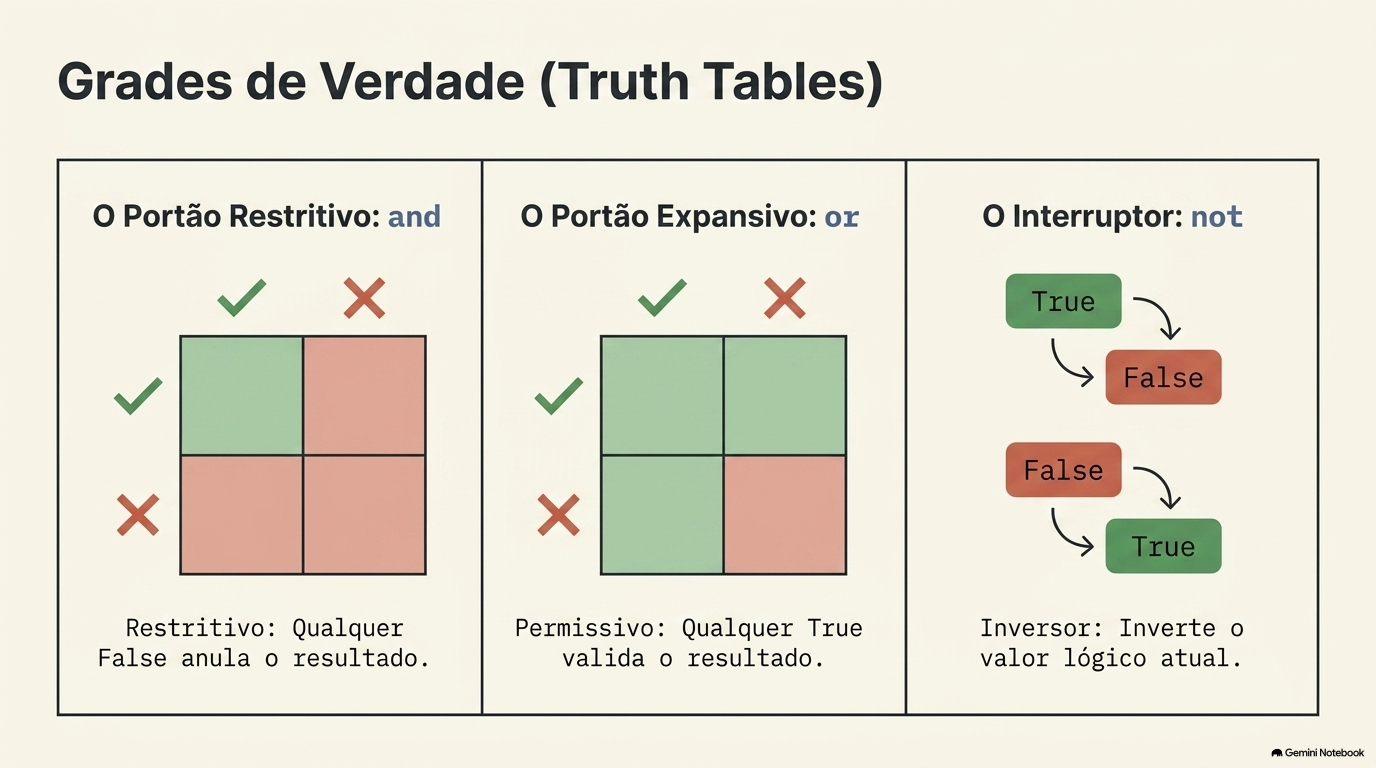 Grades de Verdade (Truth Tables)
O Portão Restritivo: and
Restritivo: Qualquer
False anula o resultado.
O Portão Expansivo: or
Permissivo: Qualquer True
valida o resultado.
O Interruptor: not
True
False
False
True
Inversor: Inverte o
valor lógico atual.
Gemini Notebook